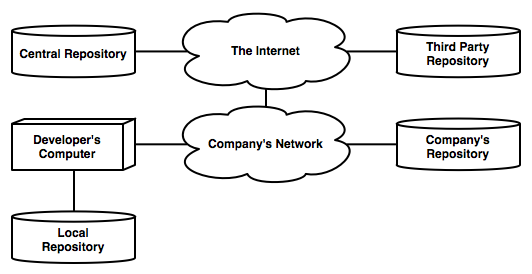 Central Repository
The Internet
Third Party
Repository
Developer's
Computer
Company's Network
Company's
Repository
Local
Repository